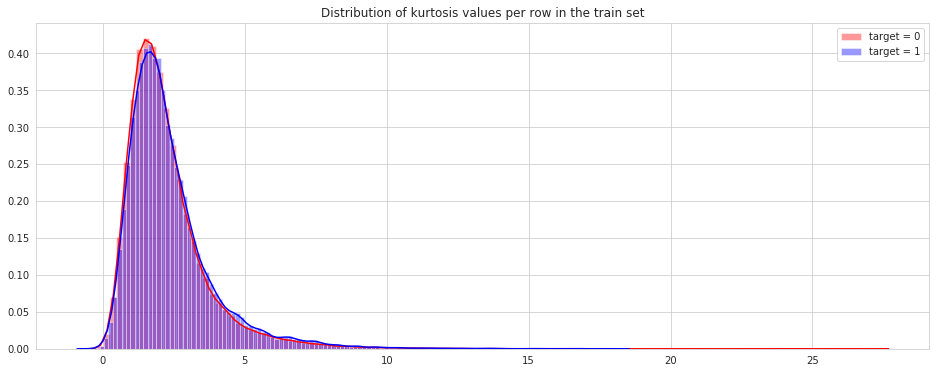 Distribution of kurtosis values per row in the train set
target = 0
target = 1
0.40
0.35
0.30
0.25
0.20
0.15
0.10
0.05
0.00
0 5 10 15 20 25